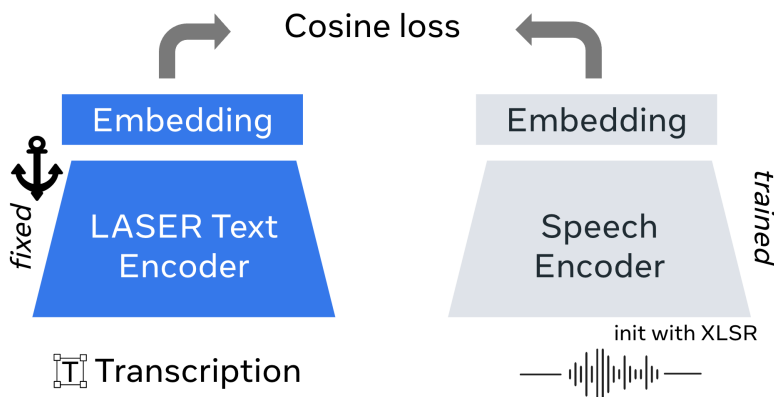 Cosine loss
Embedding
Embedding
fixed
LASER Text
Encoder
Speech
Encoder
trained
init with XLSR
T Transcription